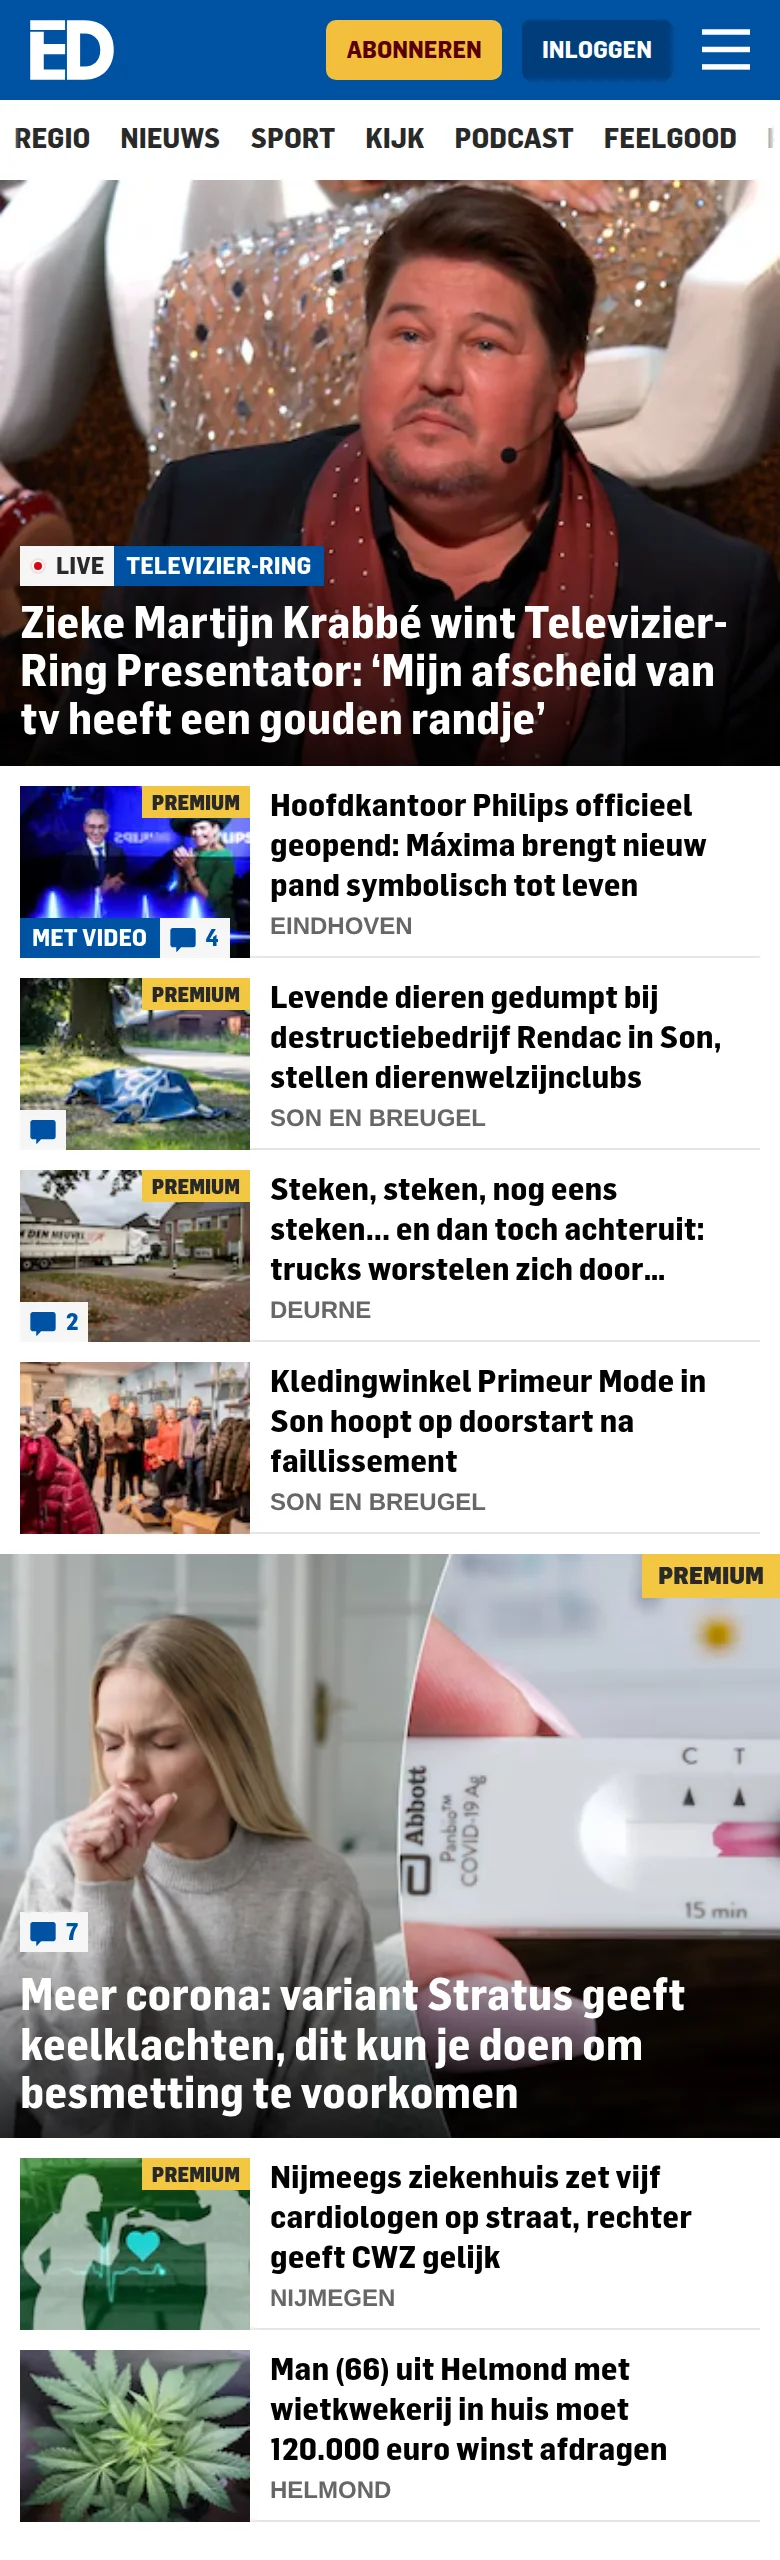 ED
ABONNEREN
INLOGGEN
REGIO NIEUWS SPORT KIJK PODCAST FEELGOOD
LIVE TELEVIZIER-RING
Zieke Martijn Krabbé wint Televizier-
Ring Presentator: ‘Mijn afscheid van
tv heeft een gouden randje’
PREMIUM
MET VIDEO 4
Hoofdkantoor Philips officieel
geopend: Máxima brengt nieuw
pand symbolisch tot leven
EINDHOVEN
PREMIUM
Levende dieren gedumpt bij
destructiebedrijf Rendac in Son,
stellen dierenwelzijnclubs
SON EN BREUGEL
PREMIUM
DEN HEUVEL
2
Steken, steken, nog eens
steken... en dan toch achteruit:
trucks worstelen zich door...
DEURNE
Kledingwinkel Primeur Mode in
Son hoopt op doorstart na
faillissement
SON EN BREUGEL
PREMIUM
C T
Abbott
Panbio™
COVID-19 Ag
15 min
7
Meer corona: variant Stratus geeft
keelklachten, dit kun je doen om
besmetting te voorkomen
PREMIUM
Nijmeegs ziekenhuis zet vijf
cardiologen op straat, rechter
geeft CWZ gelijk
NIJMEGEN
Man (66) uit Helmond met
wietkwekerij in huis moet
120.000 euro winst afdragen
HELMOND